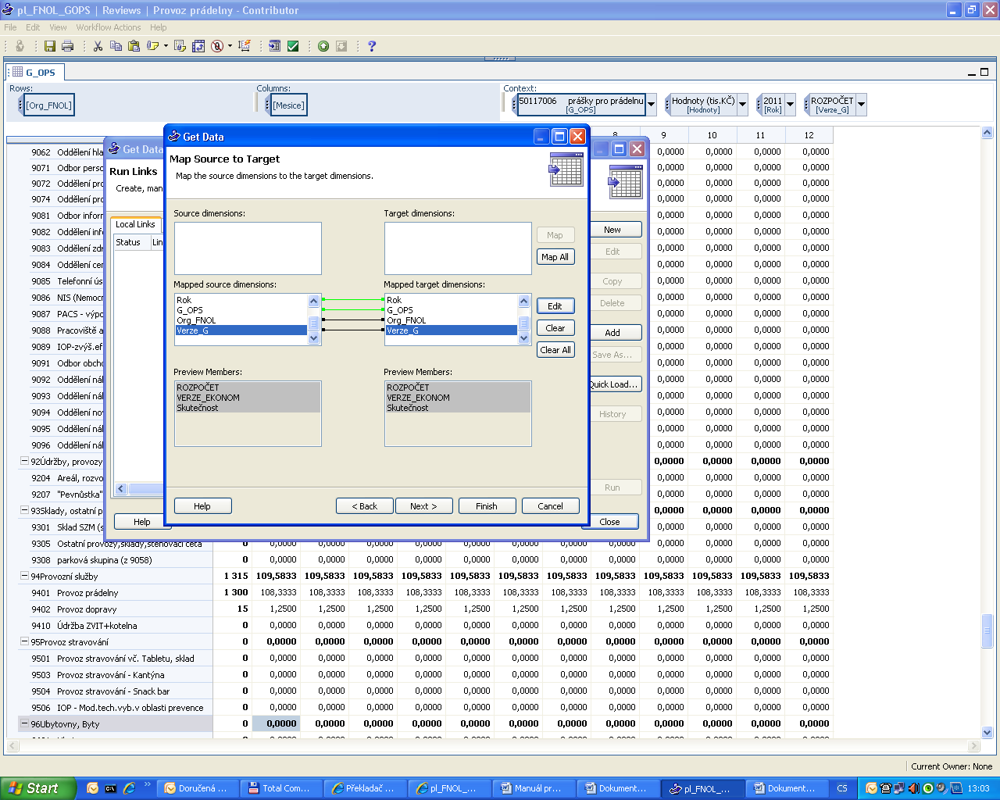 pl_FNOL_GOPS | Reviews | Provoz prádelny - Contributor
File Edit View Workflow Actions Help
G_OPS
Rows: Columns: Context:
[Org_FNOL] [Mesice] 50117006 prášky pro prádelnu [G_OPS] Hodnoty (tis.KČ) [Hodnoty] 2011 [Rok] ROZPOČET [Verze_G]
8 9 10 11 12
9062 Oddělení hla 0,0000 0,0000 0,0000 0,0000
9071 Odbor perso 0,0000 0,0000 0,0000 0,0000
9072 Oddělení pro 0,0000 0,0000 0,0000 0,0000
9074 Oddělení pro 0,0000 0,0000 0,0000 0,0000
9081 Odbor inforr 0,0000 0,0000 0,0000 0,0000
9082 Oddělení inf 0,0000 0,0000 0,0000 0,0000
9083 Oddělení zdr 0,0000 0,0000 0,0000 0,0000
9084 Oddělení cer 0,0000 0,0000 0,0000 0,0000
9085 Telefonní ús 0,0000 0,0000 0,0000 0,0000
9086 NIS (Nemocr 0,0000 0,0000 0,0000 0,0000
9087 PACS - výpo 0,0000 0,0000 0,0000 0,0000
9088 Pracoviště a 0,0000 0,0000 0,0000 0,0000
9089 IOP-zvýš.ef 0,0000 0,0000 0,0000 0,0000
9091 Odbor obcho 0,0000 0,0000 0,0000 0,0000
9092 Oddělení nák 0,0000 0,0000 0,0000 0,0000
9093 Oddělení nál 0,0000 0,0000 0,0000 0,0000
9094 Oddělení nov 0,0000 0,0000 0,0000 0,0000
9095 Oddělení nál 0,0000 0,0000 0,0000 0,0000
9096 Oddělení nál 0,0000 0,0000 0,0000 0,0000
92Údržby, provozy 0,0000 0,0000 0,0000 0,0000
9204 Areál, rozvo 0,0000 0,0000 0,0000 0,0000
9207 "Pevnůstka" 0,0000 0,0000 0,0000 0,0000
93Sklady, ostatní p 0,0000 0,0000 0,0000 0,0000
9301 Sklad SZM (s 0,0000 0,0000 0,0000 0,0000
9305 Ostatní provozy,sklady,stěhovací četa 0 0,0000 0,0000 0,0000 0,0000 0,0000 0,0000 0,0000 0,0000 0,0000 0,0000 0,0000 0,0000
9308 parková skupina (z 9058) 0 0,0000 0,0000 0,0000 0,0000 0,0000 0,0000 0,0000 0,0000 0,0000 0,0000 0,0000 0,0000
94Provozní služby 1 315 109,5833 109,5833 109,5833 109,5833 109,5833 109,5833 109,5833 109,5833 109,5833 109,5833 109,5833 109,5833
9401 Provoz prádelny 1 300 108,3333 108,3333 108,3333 108,3333 108,3333 108,3333 108,3333 108,3333 108,3333 108,3333 108,3333 108,3333
9402 Provoz dopravy 15 1,2500 1,2500 1,2500 1,2500 1,2500 1,2500 1,2500 1,2500 1,2500 1,2500 1,2500 1,2500
9410 Údržba ZVIT+kotelna 0 0,0000 0,0000 0,0000 0,0000 0,0000 0,0000 0,0000 0,0000 0,0000 0,0000 0,0000 0,0000
95Provoz stravování 0 0,0000 0,0000 0,0000 0,0000 0,0000 0,0000 0,0000 0,0000 0,0000 0,0000 0,0000 0,0000
9501 Provoz stravování vč. Tabletu, sklad 0 0,0000 0,0000 0,0000 0,0000 0,0000 0,0000 0,0000 0,0000 0,0000 0,0000 0,0000 0,0000
9503 Provoz stravování - Kantýna 0 0,0000 0,0000 0,0000 0,0000 0,0000 0,0000 0,0000 0,0000 0,0000 0,0000 0,0000 0,0000
9504 Provoz stravování - Snack bar 0 0,0000 0,0000 0,0000 0,0000 0,0000 0,0000 0,0000 0,0000 0,0000 0,0000 0,0000 0,0000
9506 IOP - Mod.tech.vyb.v oblasti prevence 0 0,0000 0,0000 0,0000 0,0000 0,0000 0,0000 0,0000 0,0000 0,0000 0,0000 0,0000 0,0000
96Ubytovny, Byty 0 0,0000 0,0000 0,0000 0,0000 0,0000 0,0000 0,0000 0,0000 0,0000 0,0000 0,0000 0,0000
Get Data
Run Links
Create, man
Local Links
Status Lin
New
Edit
Copy
Delete
Add
Save As...
Quick Load...
History
Run
Help Close
Get Data
Map Source to Target
Map the source dimensions to the target dimensions.
Source dimensions: Target dimensions:
Map
Map All
Mapped source dimensions: Mapped target dimensions:
Rok Rok
G_OPS G_OPS
Org_FNOL Org_FNOL
Verze_G Verze_G
Edit
Clear
Clear All
Preview Members: Preview Members:
ROZPOČET ROZPOČET
VERZE_EKONOM VERZE_EKONOM
Skutečnost Skutečnost
Help < Back Next > Finish Cancel
Current Owner: None
Start Doručená ... Total Com... Překladač ... pl_FNOL_... Manuál pr... Dokument... pl_FNOL_... Dokument... CS 13:03